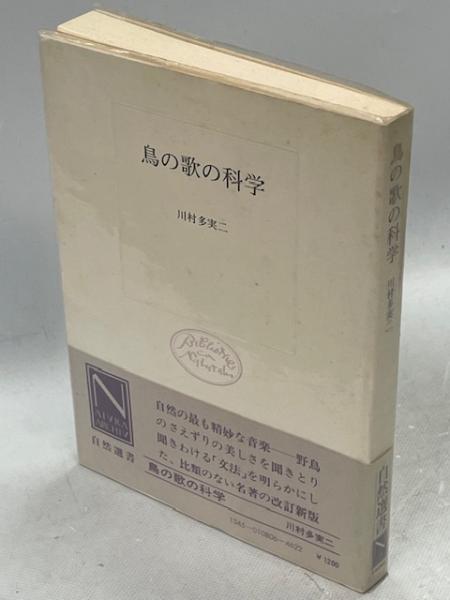 鳥の歌の科学
川村多実二
N
自然選書
自然の最も精妙な音楽――野鳥
のさえずりの美しさを聞きとり
聞きわける「文法」を明らかにし
た、比類のない名著の改訂新版
鳥の歌の科学
川村多実二
1345-010806-4622
￥1200
鳥の歌の科学
川村多実二
自然選書
N